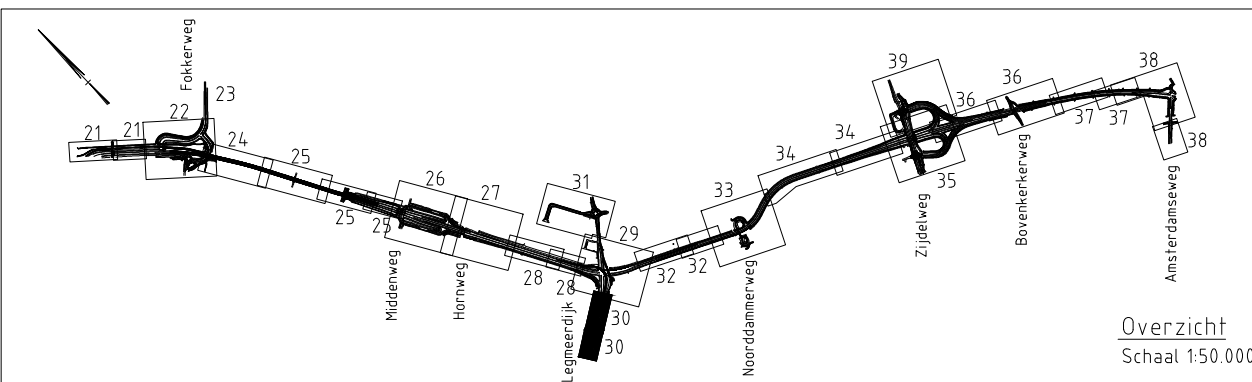 Fokkerweg
21
21
22
23
24
25
25
25
26
27
Middenweg
Hornweg
28
28
31
29
30
30
Legmeerdijk
32
32
33
Noorddammerweg
34
34
39
36
35
Zijdelweg
36
Bovenkerkerweg
37
37
38
38
Amsterdamseweg
Overzicht
Schaal 1:50.000